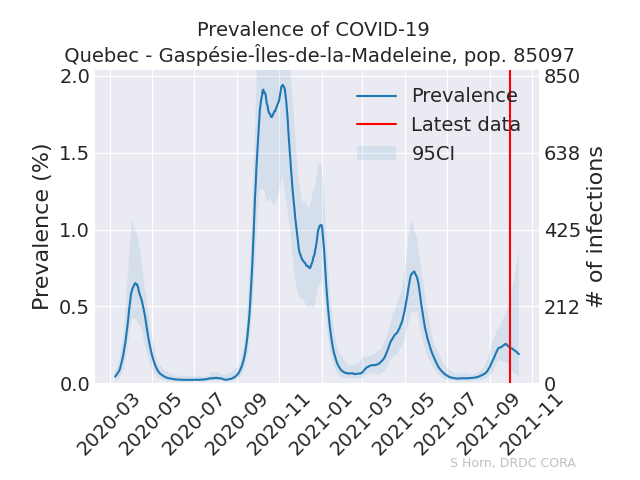 Prevalence of COVID-19
Quebec - Gaspésie-Îles-de-la-Madeleine, pop. 85097
2.0
850
Prevalence
Latest data
95CI
1.5
638
1.0
425
0.5
212
0.0
0
Prevalence (%)
# of infections
2020-03
2020-05
2020-07
2020-09
2020-11
2021-01
2021-03
2021-05
2021-07
2021-09
2021-11
S Horn, DRDC CORA